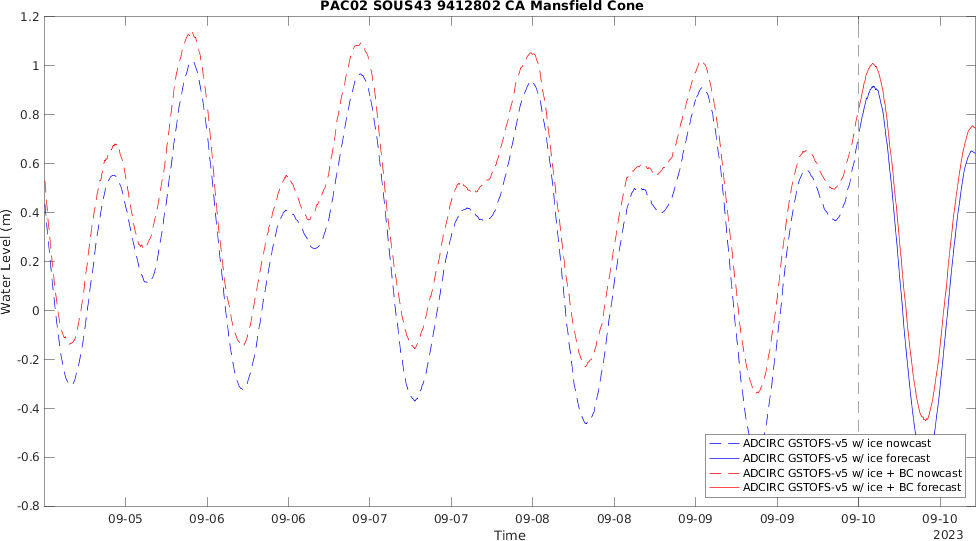 PAC02 SOUS43 9412802 CA Mansfield Cone
Water Level (m)
1.2
1
0.8
0.6
0.4
0.2
0
-0.2
-0.4
-0.6
-0.8
ADCIRC GSTOFS-v5 w/ ice nowcast
ADCIRC GSTOFS-v5 w/ ice forecast
ADCIRC GSTOFS-v5 w/ ice + BC nowcast
ADCIRC GSTOFS-v5 w/ ice + BC forecast
09-05 09-06 09-06 09-07 09-07 09-08 09-08 09-09 09-09 09-10 09-10
2023
Time